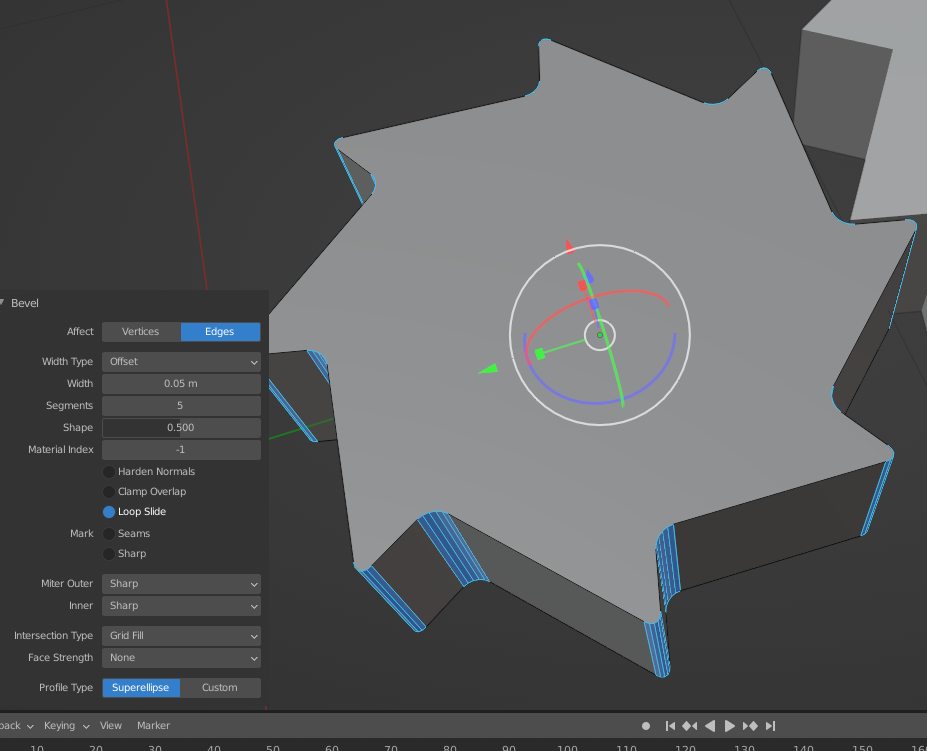 Bevel
Affect Vertices Edges
Width Type Offset
Width 0.05 m
Segments 5
Shape 0.500
Material Index -1
Harden Normals
Clamp Overlap
Loop Slide
Mark Seams
Sharp
Miter Outer Sharp
Inner Sharp
Intersection Type Grid Fill
Face Strength None
Profile Type Superellipse Custom
back Keying View Marker
10 20 30 40 50 60 70 80 90 100 110 120 130 140 150